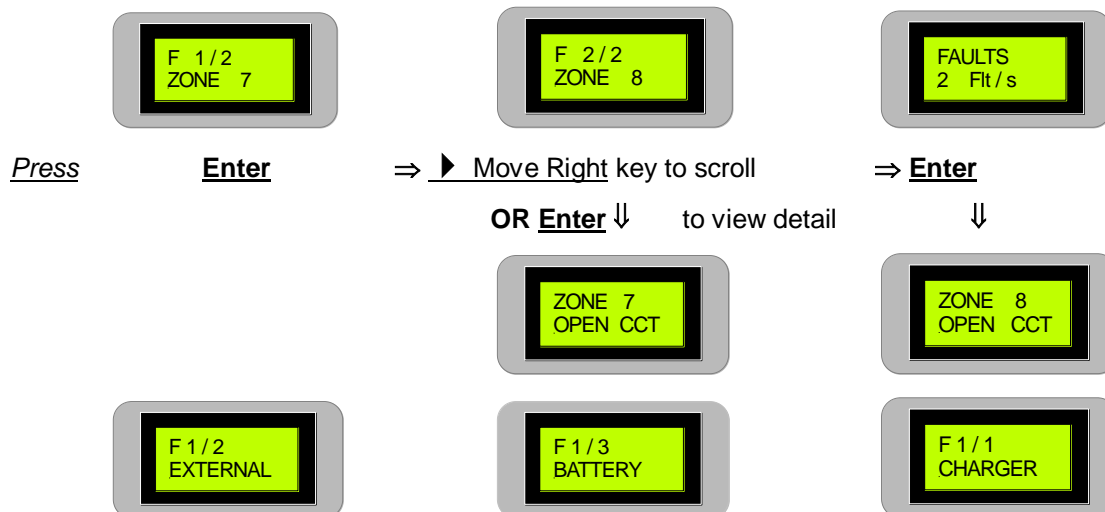 F 1 / 2
ZONE 7
F 2 / 2
ZONE 8
FAULTS
2 Flt / s
Press Enter ⇒ ▶ Move Right key to scroll ⇒ Enter
OR Enter ⇓ to view detail ⇓
ZONE 7
OPEN CCT
ZONE 8
OPEN CCT
F 1 / 2
EXTERNAL
F 1 / 3
BATTERY
F 1 / 1
CHARGER